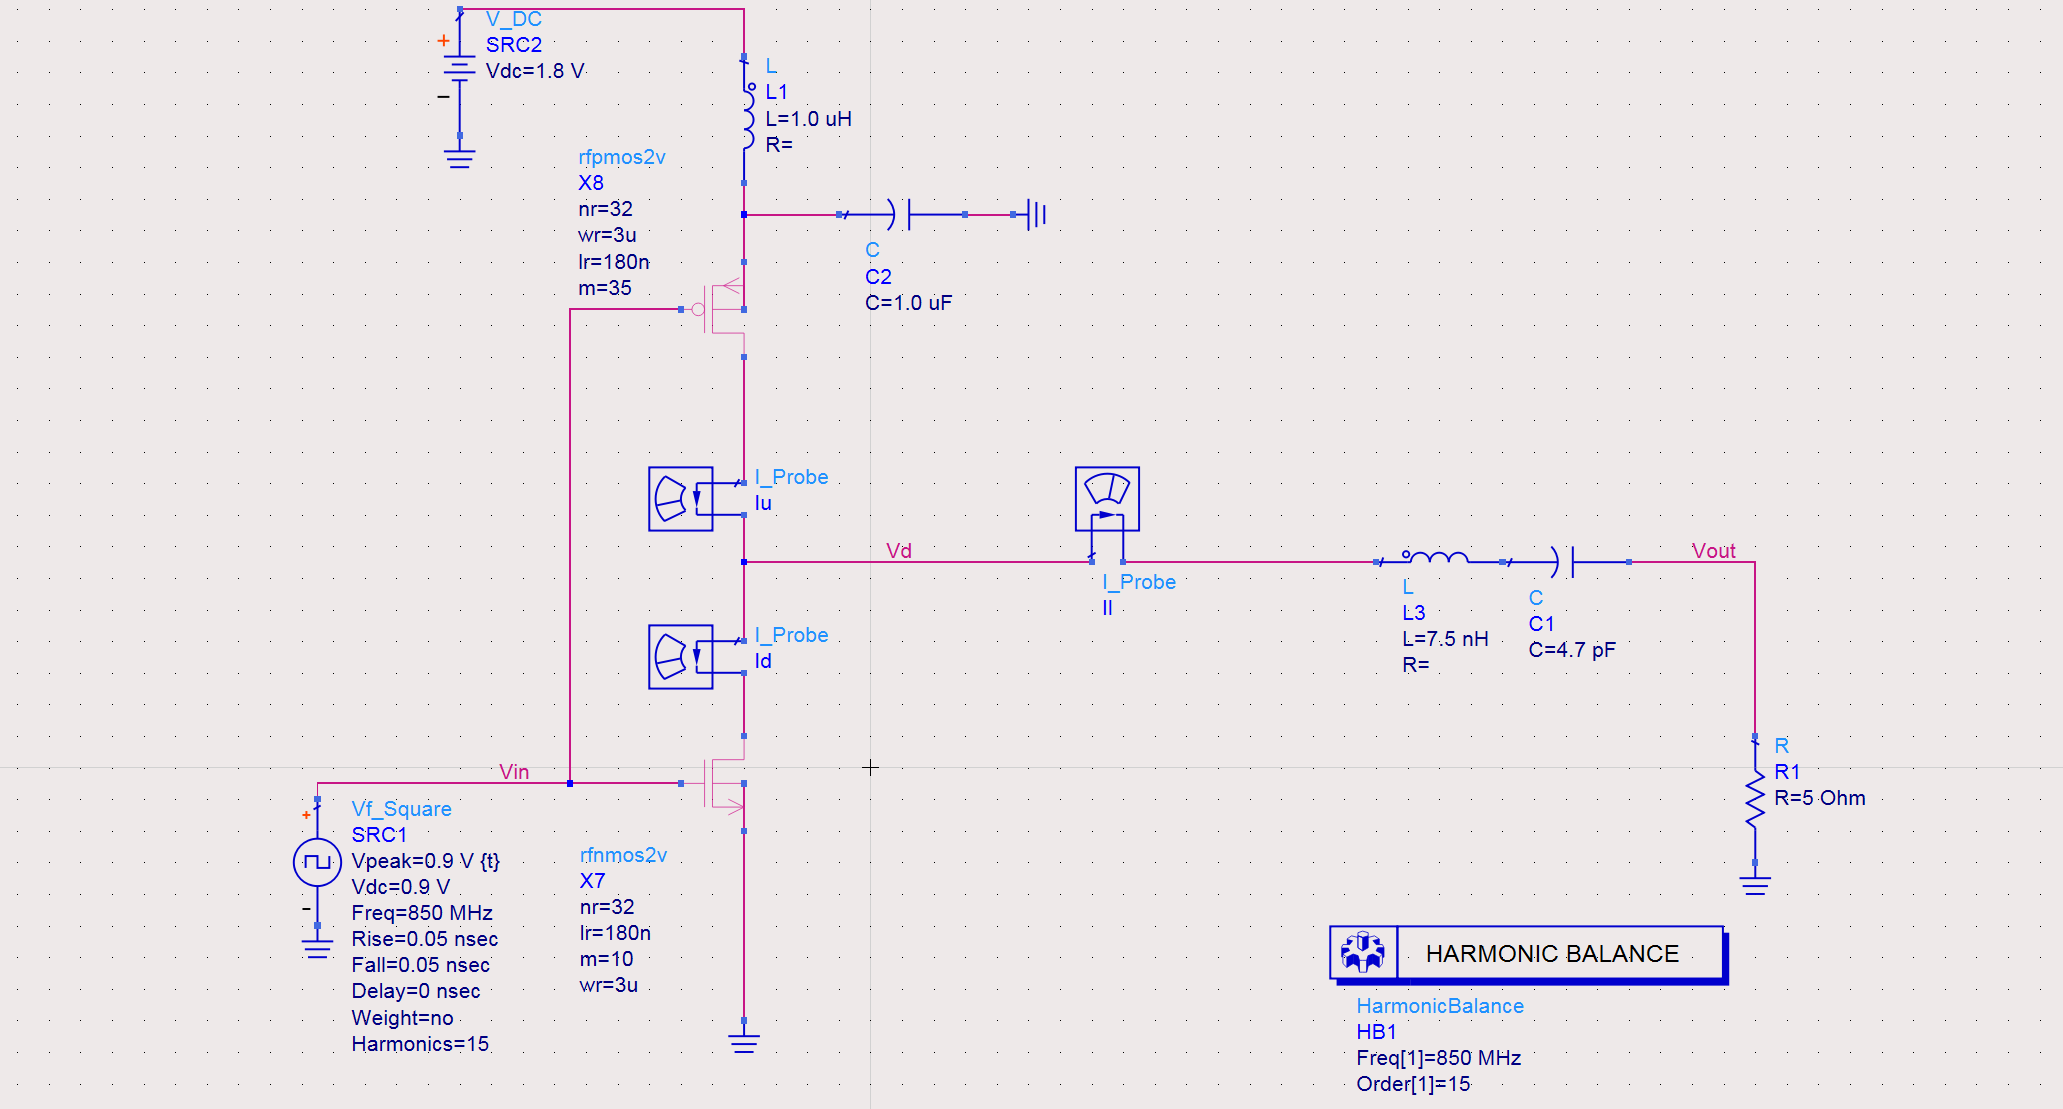 V_DC
SRC2
Vdc=1.8 V
+
−
L
L1
L=1.0 uH
R=
rfpmos2v
X8
nr=32
wr=3u
lr=180n
m=35
C
C2
C=1.0 uF
I_Probe
Iu
Vd
I_Probe
Il
L
L3
L=7.5 nH
R=
C
C1
C=4.7 pF
Vout
I_Probe
Id
R
R1
R=5 Ohm
Vin
+
-
Vf_Square
SRC1
Vpeak=0.9 V {t}
Vdc=0.9 V
Freq=850 MHz
Rise=0.05 nsec
Fall=0.05 nsec
Delay=0 nsec
Weight=no
Harmonics=15
rfnmos2v
X7
nr=32
lr=180n
m=10
wr=3u
HARMONIC BALANCE
HarmonicBalance
HB1
Freq[1]=850 MHz
Order[1]=15